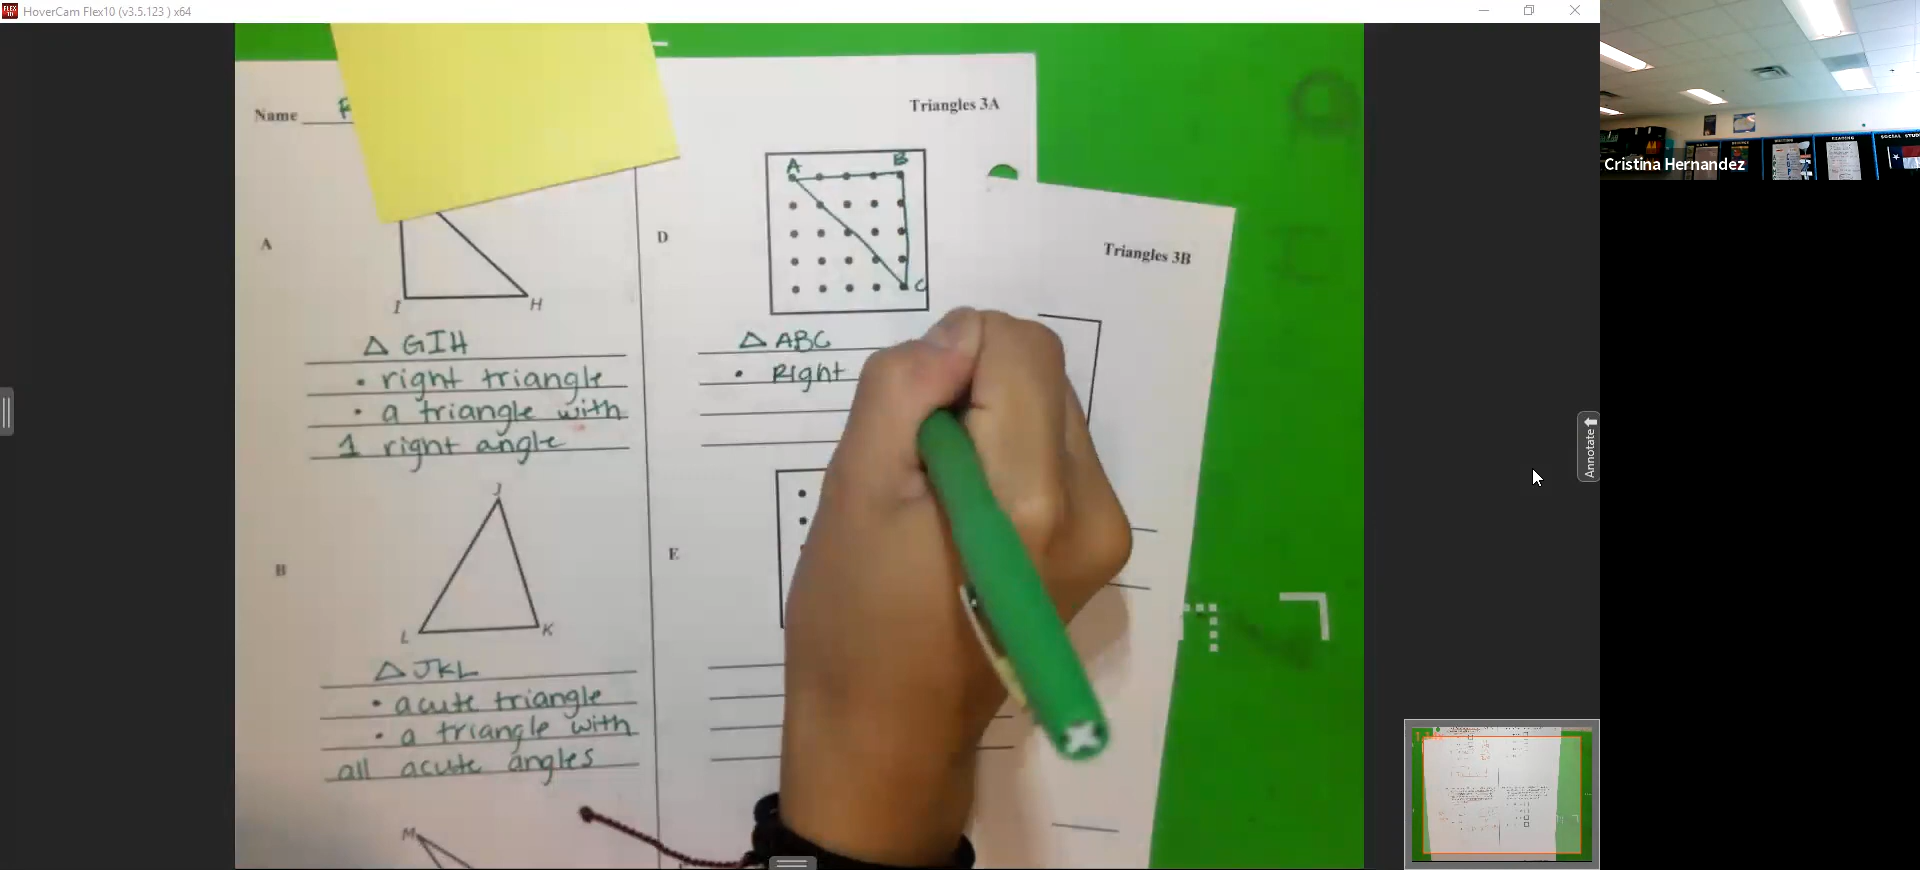 HoverCam Flex10 (v3.5.123 ) x64
Name
Triangles 3A
A
I
H
△ GIH
• right triangle
• a triangle with
1 right angle
B
J
L
K
△ JKL
• acute triangle
• a triangle with
all acute angles
M
D
A
B
C
△ ABC
• Right
E
Triangles 3B
Annotate
Cristina Hernandez